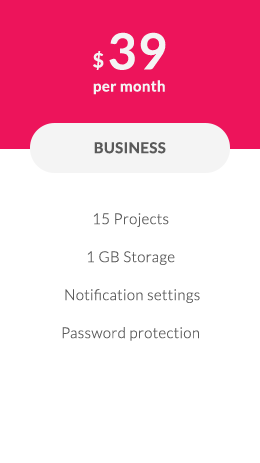 $ 39
per month
BUSINESS
15 Projects
1 GB Storage
Notification settings
Password protection